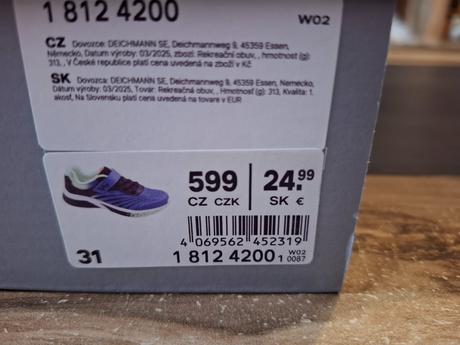 1 812 4200 W02
CZ Dovozce: DEICHMANN SE, Deichmannweg 9, 45359 Essen,
Německo, Datum výroby: 03/2025, zbozi: Rekreační obuv, , Hmotnost (g):
313, , V České republice platí cena uvedená na zboží v Kč
SK Dovozca: DEICHMANN SE, Deichmannweg 9, 45359 Essen, Nemecko,
Dátum výroby: 03/2025, Tovar: Rekreačná obuv, , Hmotnosť (g): 313, Kvalita: 1.
akosť, Na Slovensku platí cena uvedená na tovare v EUR
599 24.99
CZ CZK SK €
4 069562 452319
31 1 812 4200 1 W02
0087